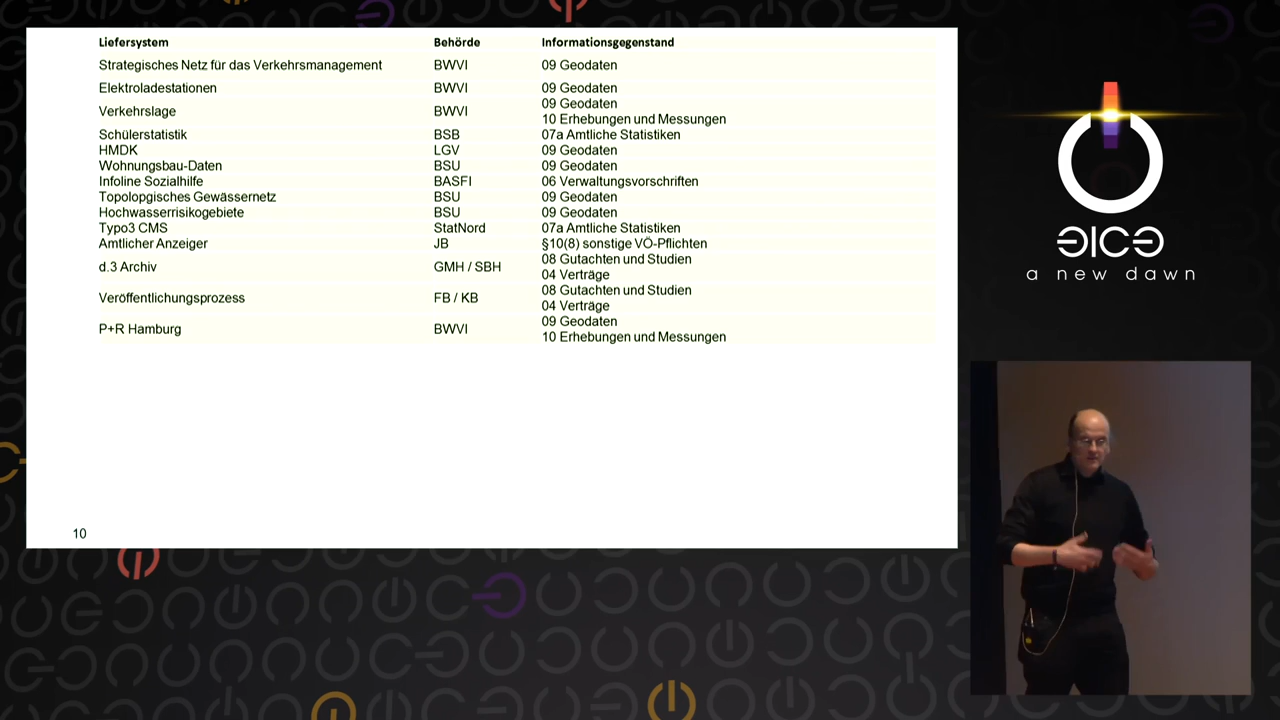 Liefersystem Behörde Informationsgegenstand
Strategisches Netz für das Verkehrsmanagement BWVI 09 Geodaten
Elektroladestationen BWVI 09 Geodaten
Verkehrslage BWVI 09 Geodaten
10 Erhebungen und Messungen
Schülerstatistik BSB 07a Amtliche Statistiken
HMDK LGV 09 Geodaten
Wohnungsbau-Daten BSU 09 Geodaten
Infoline Sozialhilfe BASFI 06 Verwaltungsvorschriften
Topolopgisches Gewässernetz BSU 09 Geodaten
Hochwasserrisikogebiete BSU 09 Geodaten
Typo3 CMS StatNord 07a Amtliche Statistiken
Amtlicher Anzeiger JB §10(8) sonstige VÖ-Pflichten
d.3 Archiv GMH / SBH 08 Gutachten und Studien
04 Verträge
Veröffentlichungsprozess FB / KB 08 Gutachten und Studien
04 Verträge
P+R Hamburg BWVI 09 Geodaten
10 Erhebungen und Messungen
10
31C3
a new dawn